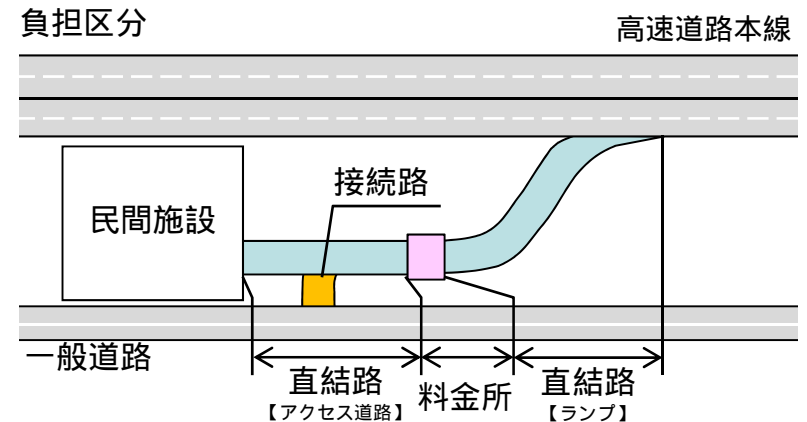 負担区分
高速道路本線
接続路
民間施設
一般道路
直結路
【アクセス道路】
料金所
直結路
【ランプ】